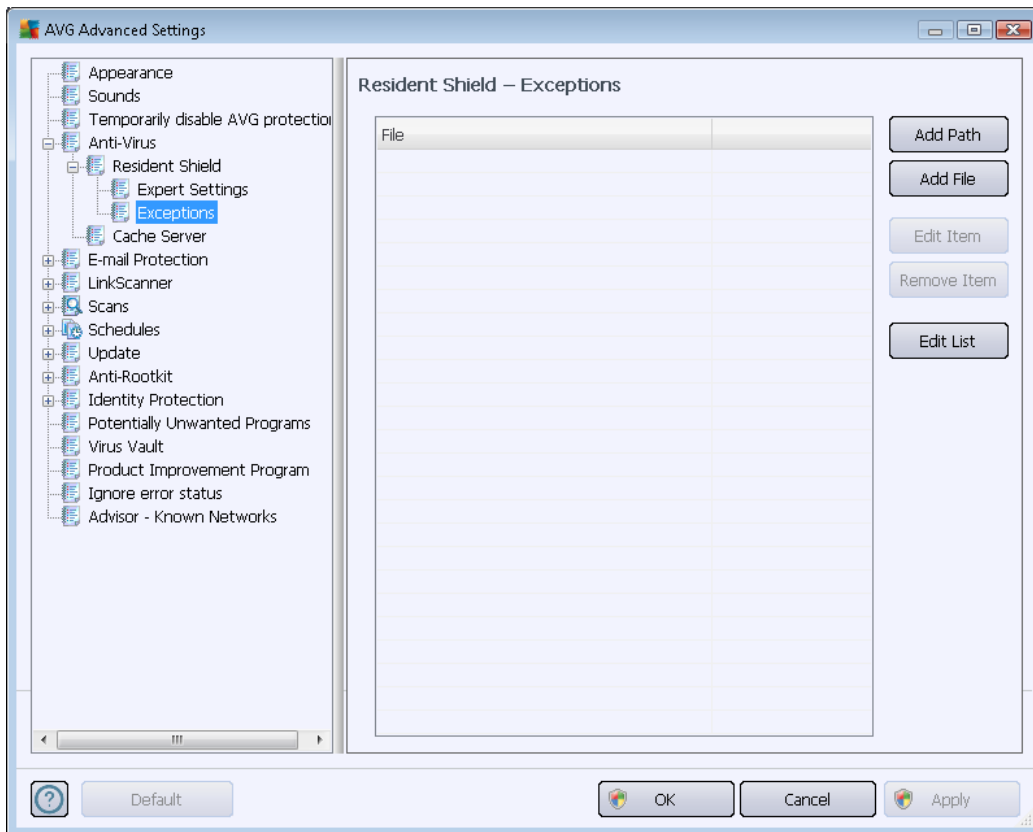 AVG Advanced Settings
Appearance
Sounds
Temporarily disable AVG protection
Anti-Virus
Resident Shield
Expert Settings
Exceptions
Cache Server
E-mail Protection
LinkScanner
Scans
Schedules
Update
Anti-Rootkit
Identity Protection
Potentially Unwanted Programs
Virus Vault
Product Improvement Program
Ignore error status
Advisor - Known Networks
Resident Shield – Exceptions
File
Add Path
Add File
Edit Item
Remove Item
Edit List
?
Default
OK
Cancel
Apply